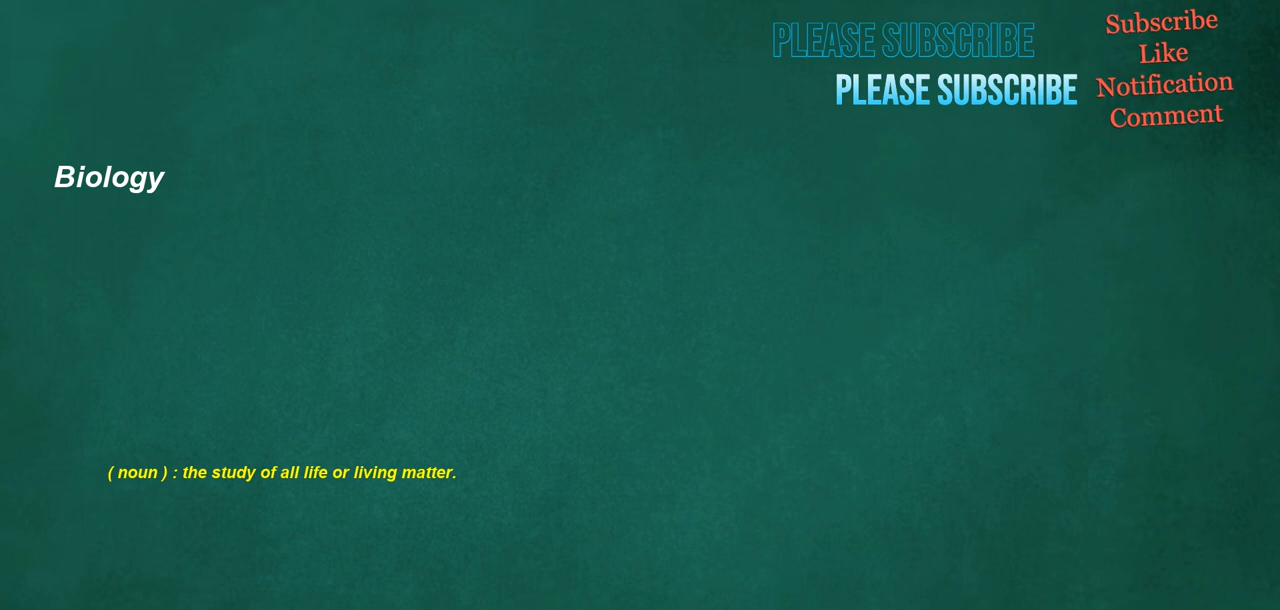 PLEASE SUBSCRIBE
PLEASE SUBSCRIBE
Subscribe
Like
Notification
Comment
Biology
( noun ) : the study of all life or living matter.